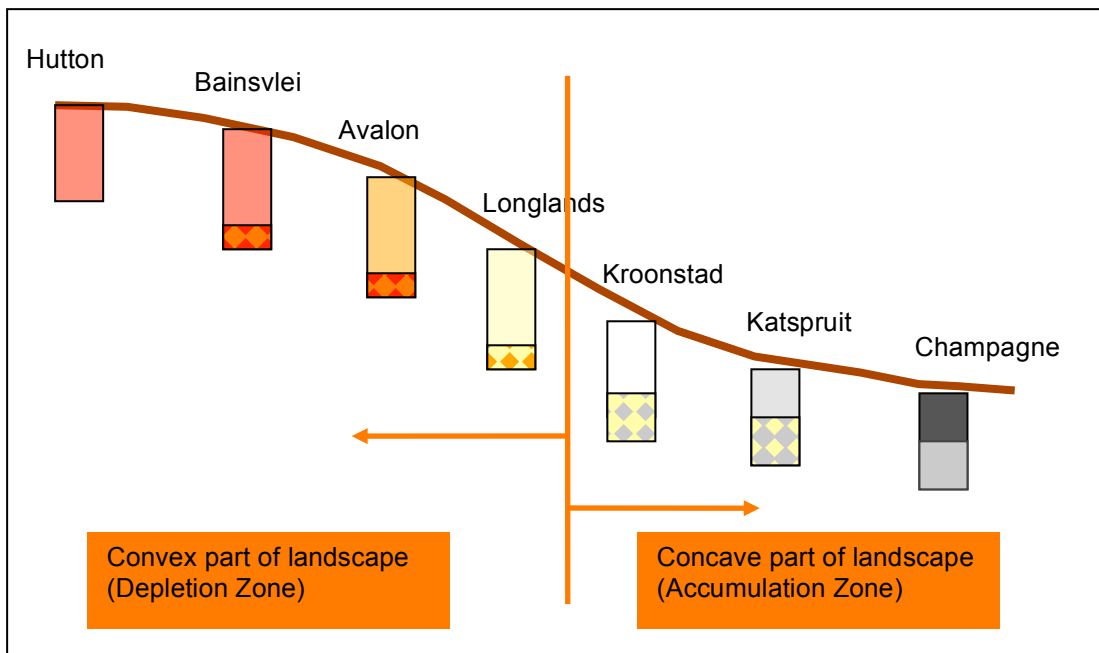 Hutton
Bainsvlei
Avalon
Longlands
Kroonstad
Katspruit
Champagne
Convex part of landscape
(Depletion Zone)
Concave part of landscape
(Accumulation Zone)